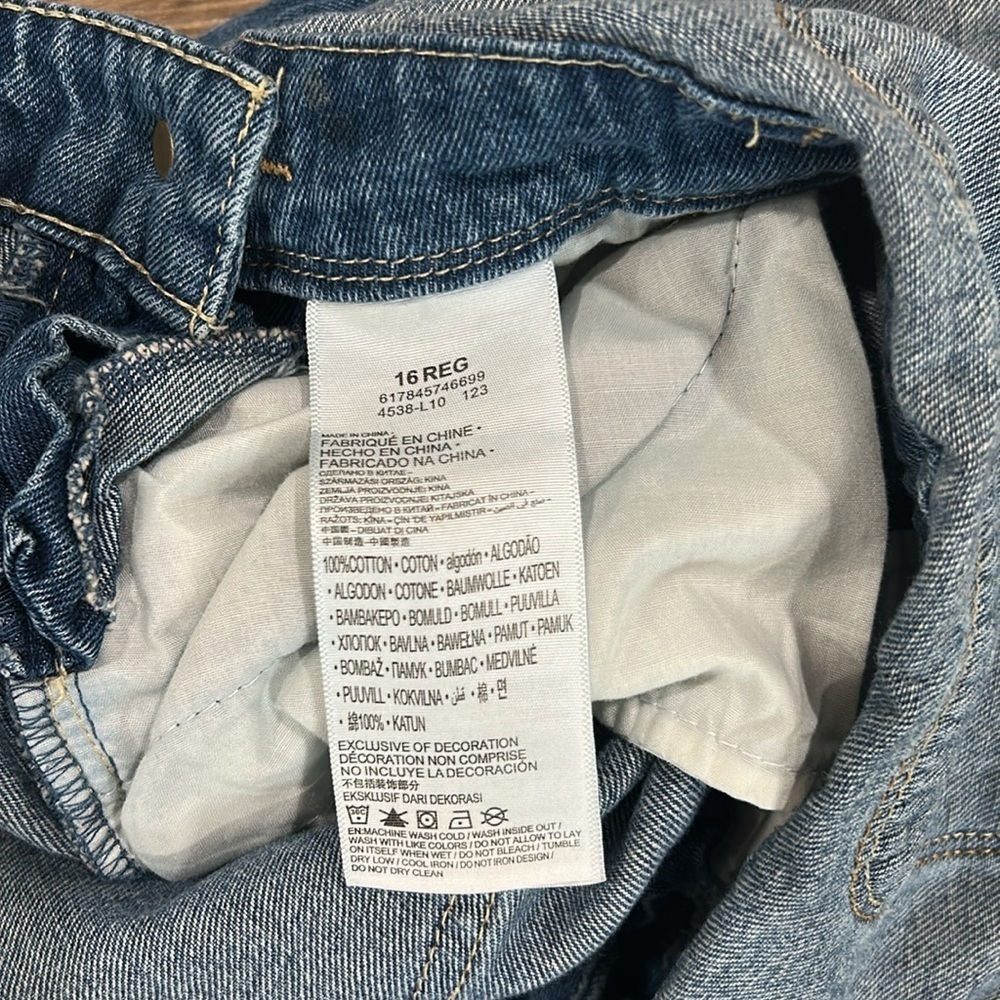 16 REG
617845746699
4538-L10 123
MADE IN CHINA -
FABRIQUÉ EN CHINE •
HECHO EN CHINA -
FABRICADO NA CHINA -
СДЕЛАНО В КИТАЕ -
SZÁRMAZÁSI ORSZÁG: KÍNA
ZEMLJA PROIZVODNJE: KINA
DRŽAVA PROIZVODNJE: KITAJSKA
ПРОИЗВЕДЕНО В КИТАЙ - FABRICAT ÎN CHINA -
RAŽOTS: ĶĪNA - ÇİN 'DE YAPILMISTIR -
中国製 - DIBUAT DI CINA
中国制造 - 中國製造
100%COTTON • COTON • algodón • ALGODÃO
• ALGODON • COTONE • BAUMWOLLE • KATOEN
• ΒΑΜΒΑΚΕΡΟ • BOMULD • BOMULL • PUUVILLA
• ХЛОПОК • BAVLNA • BAWEŁNA • PAMUT • PAMUK
• BOMBAŽ • ПАМУК • BUMBAC • MEDVILNĖ
• PUUVILL • KOKVILNA • قطن • 棉 • 면
• 綿100% • KATUN
EXCLUSIVE OF DECORATION
DÉCORATION NON COMPRISE
NO INCLUYE LA DECORACIÓN
不包括装饰部分
EKSKLUSIF DARI DEKORASI
EN:MACHINE WASH COLD / WASH INSIDE OUT /
WASH WITH LIKE COLORS / DO NOT ALLOW TO LAY
ON ITSELF WHEN WET / DO NOT BLEACH / TUMBLE
DRY LOW / COOL IRON / DO NOT IRON DESIGN /
DO NOT DRY CLEAN